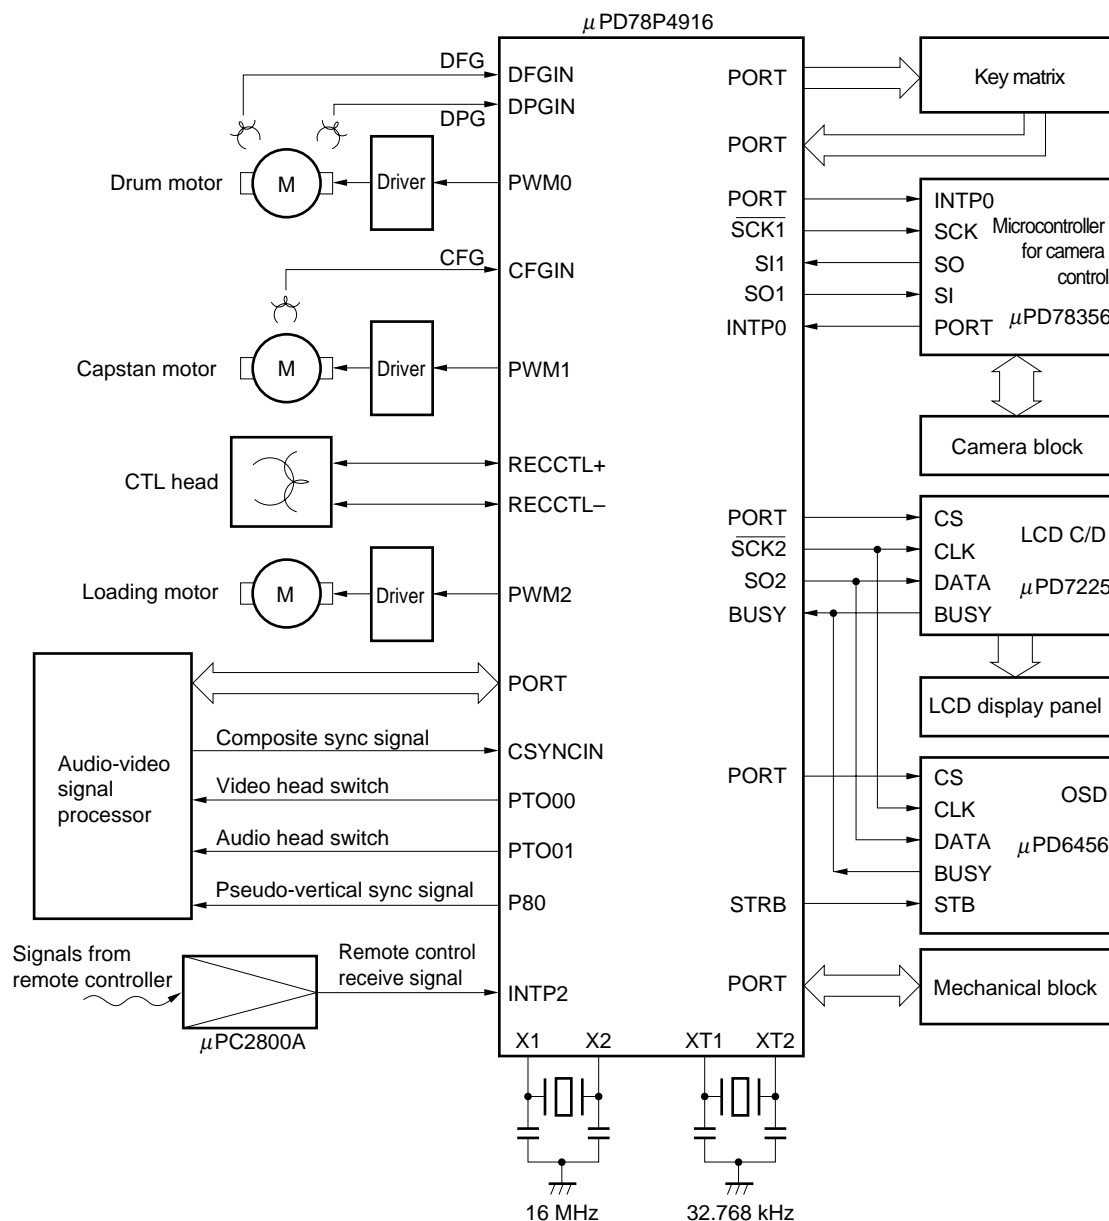 μPD78P4916
DFG
DFGIN
DPGIN
DPG
Drum motor
M
Driver
PWM0
CFG
CFGIN
Capstan motor
M
Driver
PWM1
CTL head
RECCTL+
RECCTL–
Loading motor
M
Driver
PWM2
PORT
Audio-video
signal
processor
Composite sync signal
CSYNCIN
Video head switch
PTO00
Audio head switch
PTO01
Pseudo-vertical sync signal
P80
Signals from
remote controller
Remote control
receive signal
INTP2
μPC2800A
PORT
Key matrix
PORT
PORT
SCK1
SI1
SO1
INTP0
INTP0
SCK
SO
SI
PORT
Microcontroller
for camera
control
μPD78356
Camera block
PORT
SCK2
SO2
BUSY
CS
CLK
DATA
BUSY
LCD C/D
μPD7225
LCD display panel
PORT
STRB
CS
CLK
DATA
BUSY
STB
OSD
μPD6456
PORT
Mechanical block
X1
X2
XT1
XT2
16 MHz
32.768 kHz